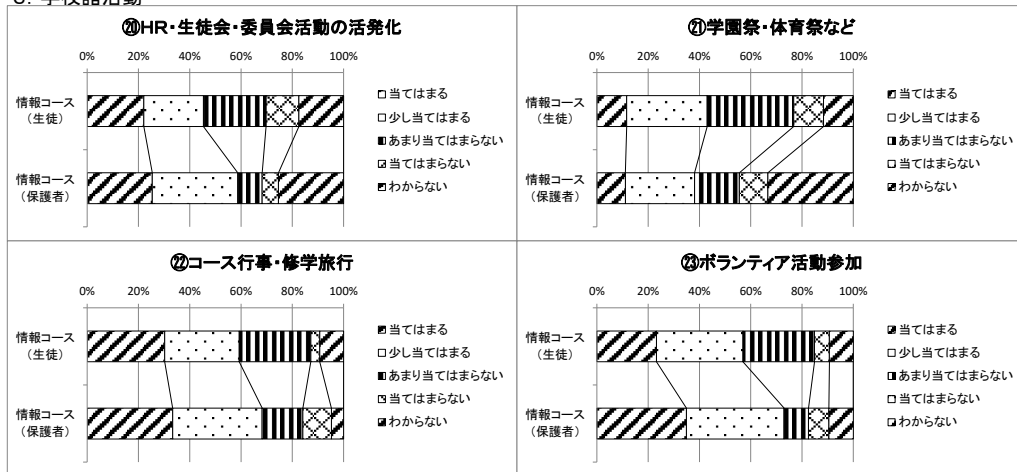 ⑳HR・生徒会・委員会活動の活発化
0% 20% 40% 60% 80% 100%
情報コース
（生徒）
情報コース
（保護者）
当てはまる
少し当てはまる
あまり当てはまらない
当てはまらない
わからない
㉑学園祭・体育祭など
0% 20% 40% 60% 80% 100%
情報コース
（生徒）
情報コース
（保護者）
当てはまる
少し当てはまる
あまり当てはまらない
当てはまらない
わからない
㉒コース行事・修学旅行
0% 20% 40% 60% 80% 100%
情報コース
（生徒）
情報コース
（保護者）
当てはまる
少し当てはまる
あまり当てはまらない
当てはまらない
わからない
㉓ボランティア活動参加
0% 20% 40% 60% 80% 100%
情報コース
（生徒）
情報コース
（保護者）
当てはまる
少し当てはまる
あまり当てはまらない
当てはまらない
わからない